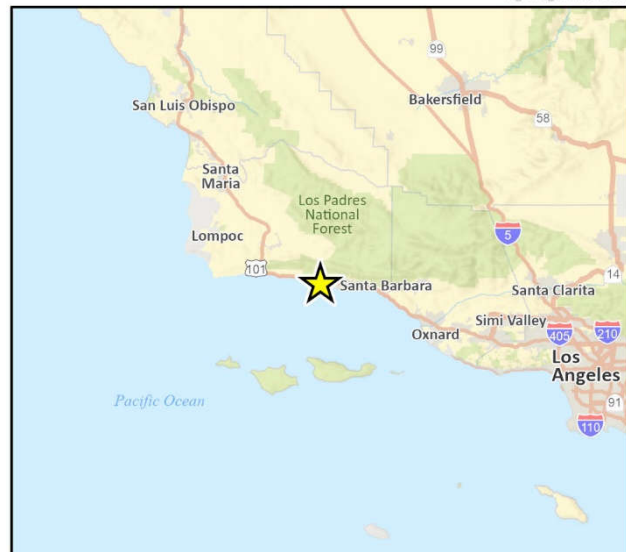 99
Bakersfield
San Luis Obispo
58
Santa
Maria
Los Padres
National
Forest
Lompoc
5
101
14
Santa Barbara
Santa Clarita
Simi Valley
Oxnard
405
210
Los
Angeles
Pacific Ocean
91
110